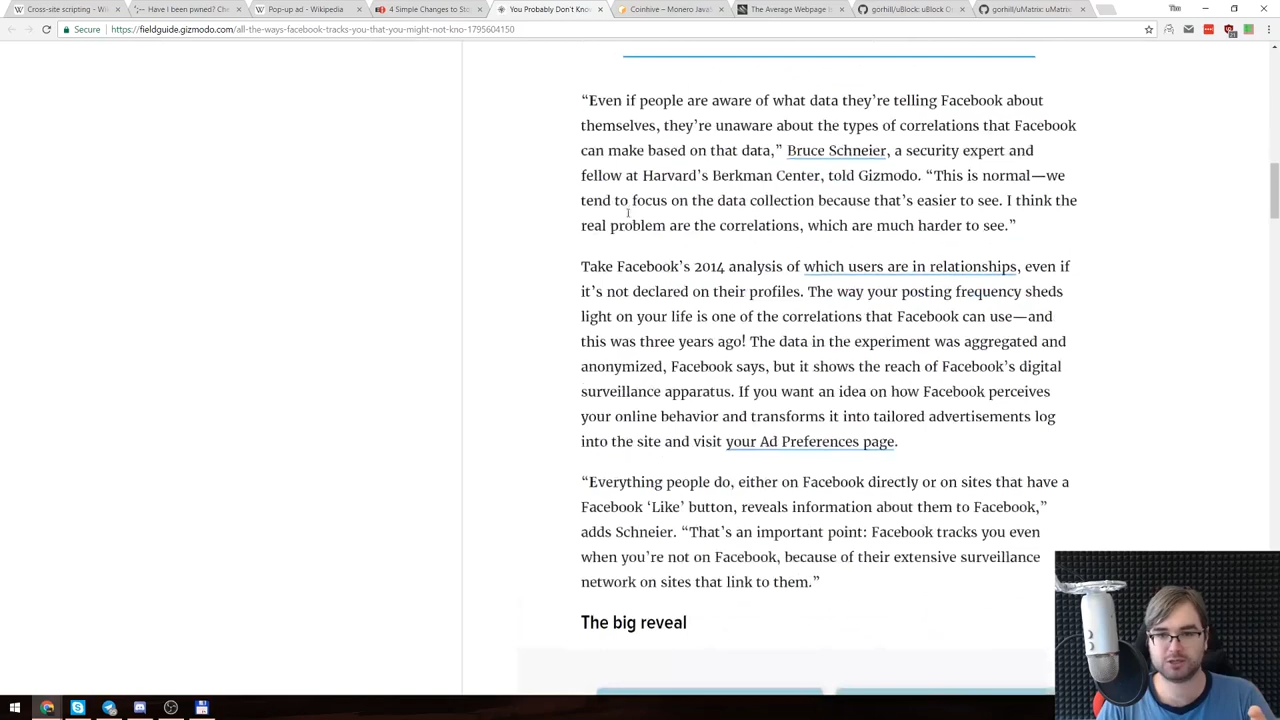 Cross-site scripting - Wi
Have I been pwned? Che
Pop-up ad - Wikipedia
4 Simple Changes to Sto
You Probably Don't Know
Coinhive – Monero JavaS
The Average Webpage Is
gorhill/uBlock: uBlock O
gorhill/uMatrix: uMatrix
Secure
https://fieldguide.gizmodo.com/all-the-ways-facebook-tracks-you-that-you-might-not-kno-1795604150
21
“Even if people are aware of what data they’re telling Facebook about
themselves, they’re unaware about the types of correlations that Facebook
can make based on that data,” Bruce Schneier, a security expert and
fellow at Harvard’s Berkman Center, told Gizmodo. “This is normal—we
tend to focus on the data collection because that’s easier to see. I think the
real problem are the correlations, which are much harder to see.”
Take Facebook’s 2014 analysis of which users are in relationships, even if
it’s not declared on their profiles. The way your posting frequency sheds
light on your life is one of the correlations that Facebook can use—and
this was three years ago! The data in the experiment was aggregated and
anonymized, Facebook says, but it shows the reach of Facebook’s digital
surveillance apparatus. If you want an idea on how Facebook perceives
your online behavior and transforms it into tailored advertisements log
into the site and visit your Ad Preferences page.
“Everything people do, either on Facebook directly or on sites that have a
Facebook ‘Like’ button, reveals information about them to Facebook,”
adds Schneier. “That’s an important point: Facebook tracks you even
when you’re not on Facebook, because of their extensive surveillance
network on sites that link to them.”
The big reveal